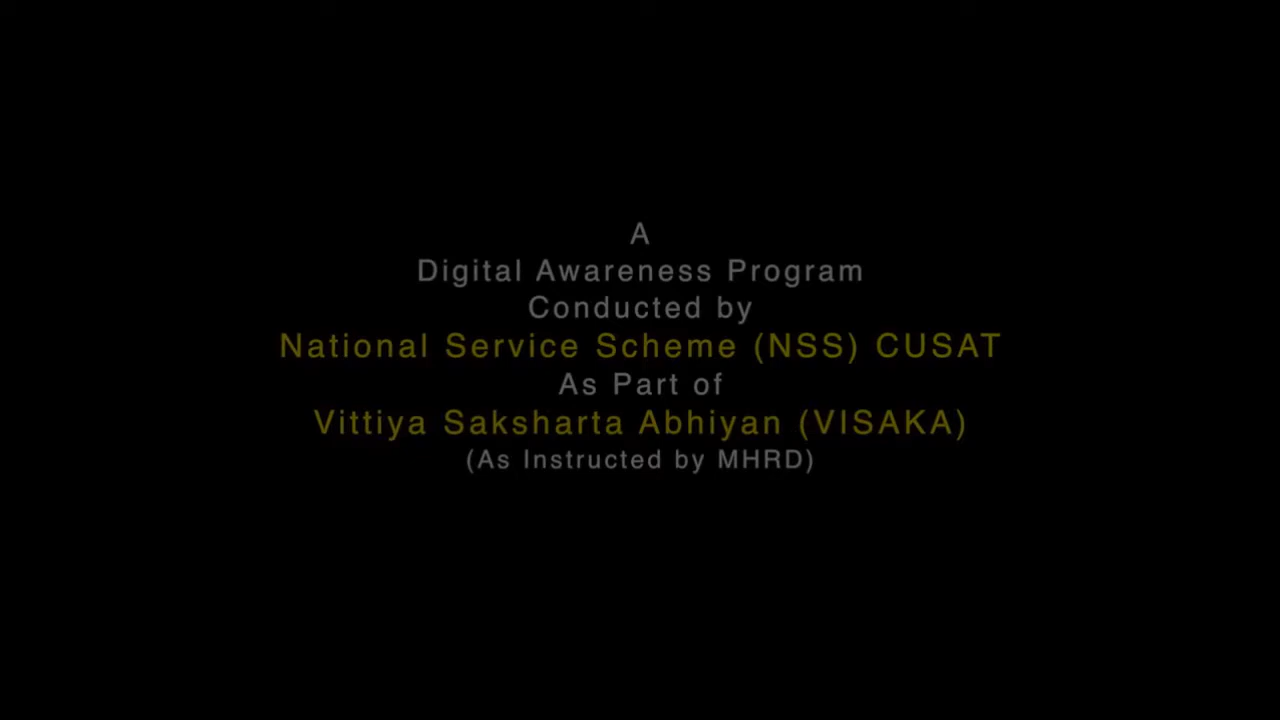 A
Digital Awareness Program
Conducted by
National Service Scheme (NSS) CUSAT
As Part of
Vittiya Saksharta Abhiyan (VISAKA)
(As Instructed by MHRD)